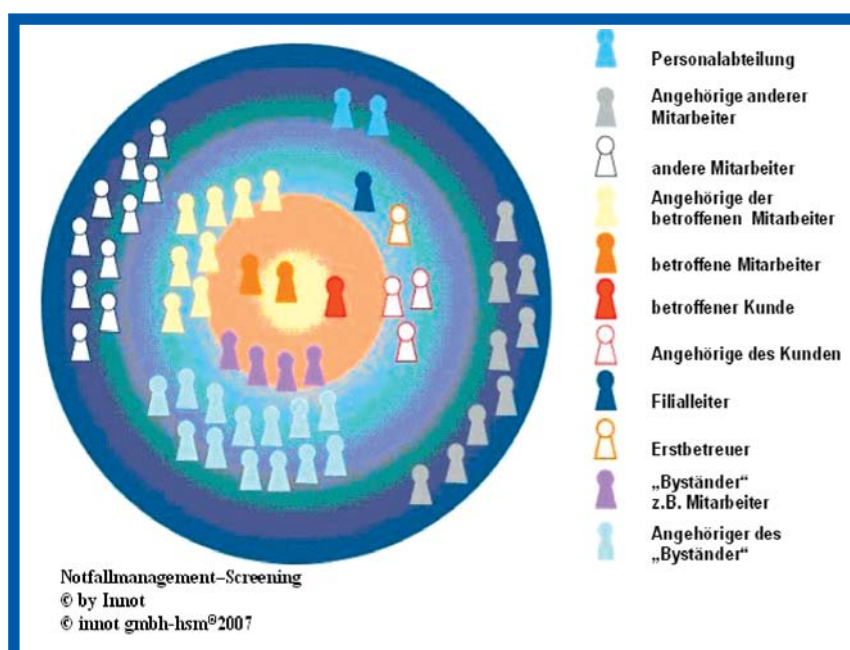 Personalabteilung
Angehörige anderer
Mitarbeiter
andere Mitarbeiter
Angehörige der
betroffenen Mitarbeiter
betroffene Mitarbeiter
betroffener Kunde
Angehörige des Kunden
Filialleiter
Erstbetreuer
„Byständer“
z.B. Mitarbeiter
Angehöriger des
„Byständer“
Notfallmanagement–Screening
© by Innot
© innot gmbh-hsm®2007